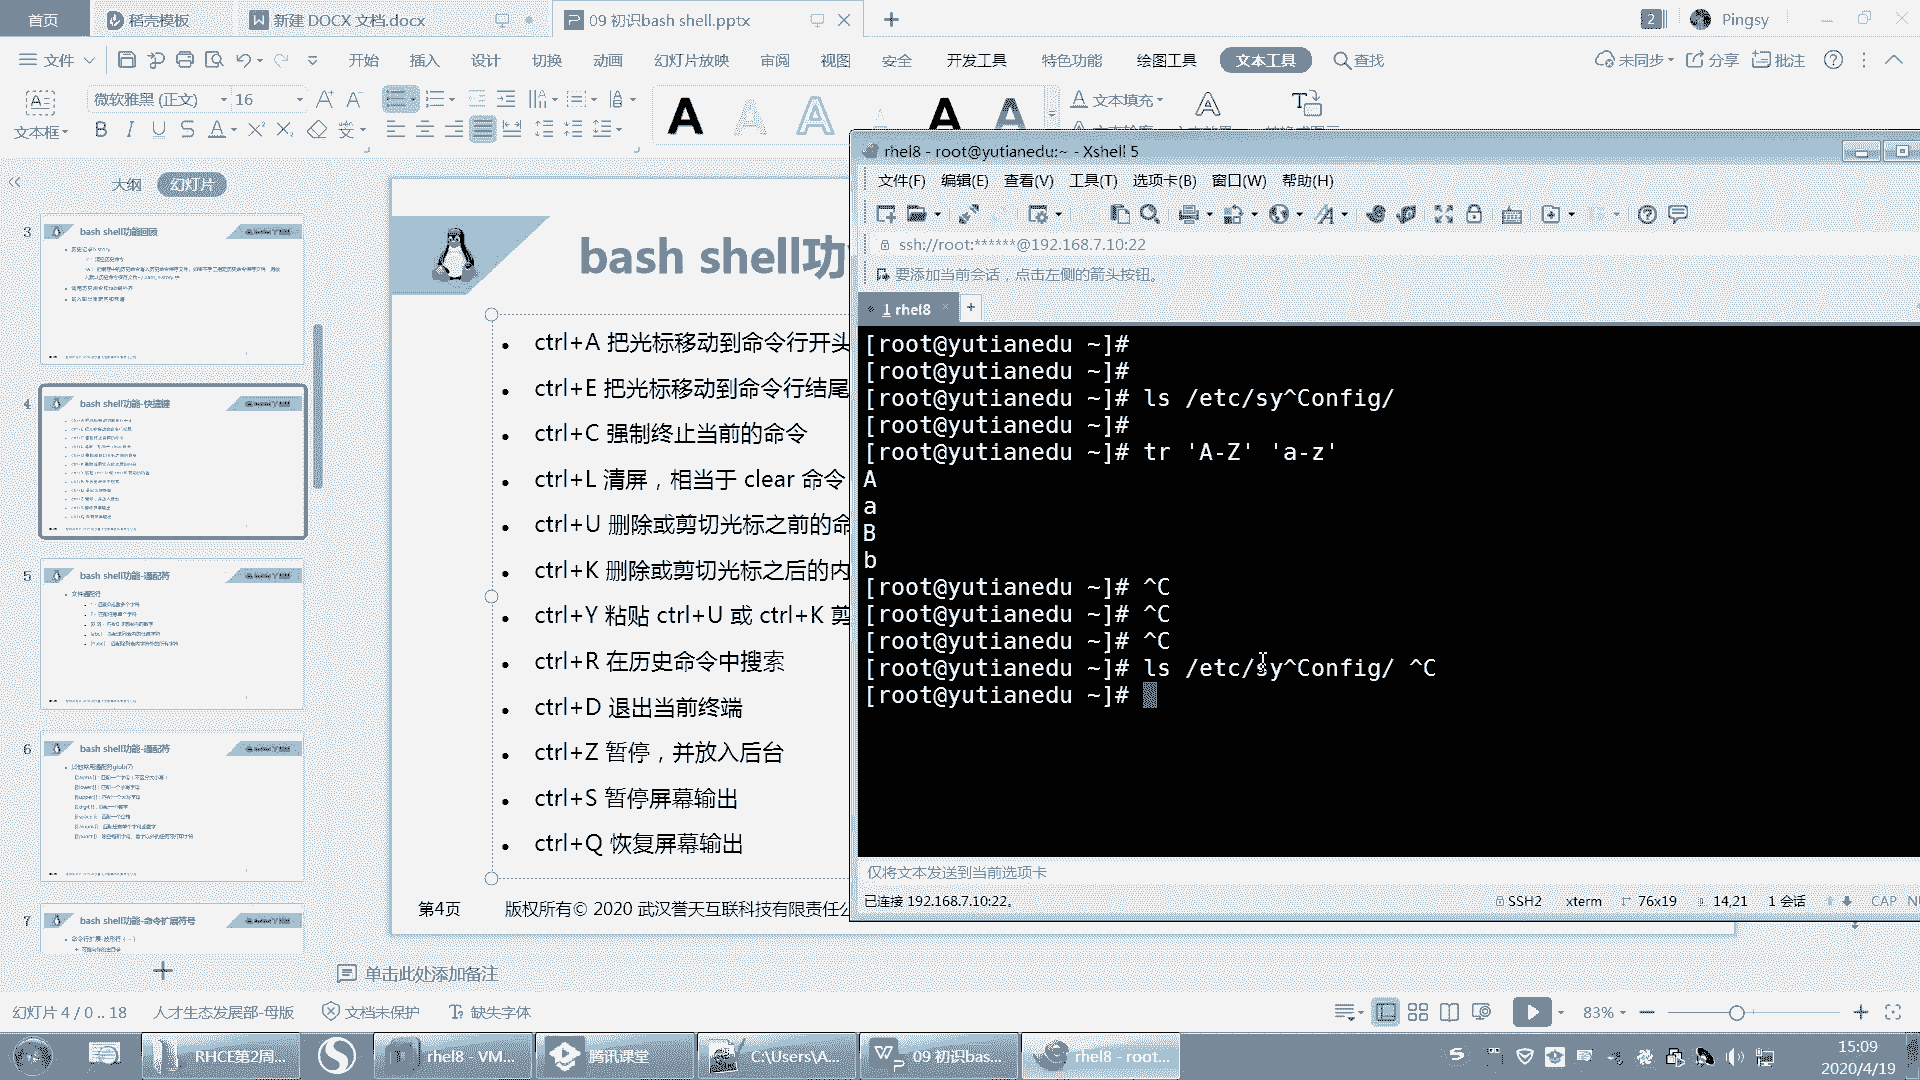 首页 稻壳模板 新建 DOCX 文档.docx 09 初识bash shell.pptx 2 Pingsy
文件 开始 插入 设计 切换 动画 幻灯片放映 审阅 视图 安全 开发工具 特色功能 绘图工具 文本工具 查找 未同步 分享 批注
文本框 微软雅黑 (正文) 16 文本填充
大纲 幻灯片
3 bash shell功能回顾
4 bash shell功能-快捷键
5 bash shell功能-通配符
文件通配符
6 bash shell功能-通配符
7 bash shell功能-命令行扩展符号
bash shell功
ctrl+A 把光标移动到命令行开头
ctrl+E 把光标移动到命令行结尾
ctrl+C 强制终止当前的命令
ctrl+L 清屏，相当于 clear 命令
ctrl+U 删除或剪切光标之前的命
ctrl+K 删除或剪切光标之后的内
ctrl+Y 粘贴 ctrl+U 或 ctrl+K 剪
ctrl+R 在历史命令中搜索
ctrl+D 退出当前终端
ctrl+Z 暂停，并放入后台
ctrl+S 暂停屏幕输出
ctrl+Q 恢复屏幕输出
第4页 版权所有© 2020 武汉誉天互联科技有限责任公
rhel8 - root@yutianedu:~ - Xshell 5
文件(F) 编辑(E) 查看(V) 工具(T) 选项卡(B) 窗口(W) 帮助(H)
ssh://root:******@192.168.7.10:22
要添加当前会话，点击左侧的箭头按钮。
1 rhel8
[root@yutianedu ~]#
[root@yutianedu ~]#
[root@yutianedu ~]# ls /etc/sy^Config/
[root@yutianedu ~]#
[root@yutianedu ~]# tr 'A-Z' 'a-z'
A
a
B
b
[root@yutianedu ~]# ^C
[root@yutianedu ~]# ^C
[root@yutianedu ~]# ^C
[root@yutianedu ~]# ls /etc/sy^Config/ ^C
[root@yutianedu ~]#
仅将文本发送到当前选项卡
已连接 192.168.7.10:22。 SSH2 xterm 76x19 14,21 1 会话 CAP
单击此处添加备注
幻灯片 4 / 0 .. 18 人才生态发展部-母版 文档未保护 缺失字体 83%
RHCE第2周... rhel8 - VM... 腾讯课堂 C:\Users\A... 09 初识bas... rhel8 - root... 15:09
2020/4/19